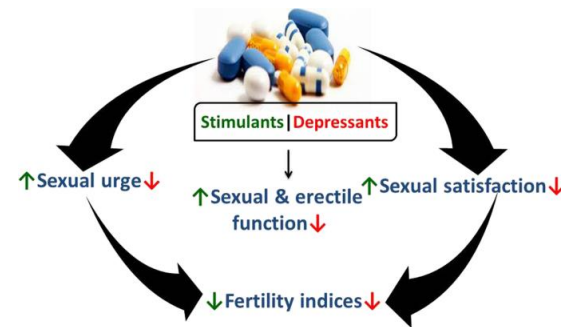 Stimulants|Depressants
↑Sexual urge↓
↑Sexual & erectile
function↓
↑Sexual satisfaction↓
↓Fertility indices↓